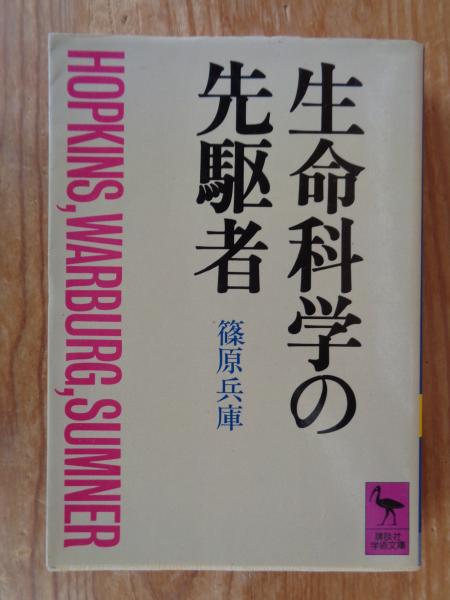 生命科学の
先駆者
篠原兵庫
HOPKINS, WARBURG, SUMNER
講談社
学術文庫